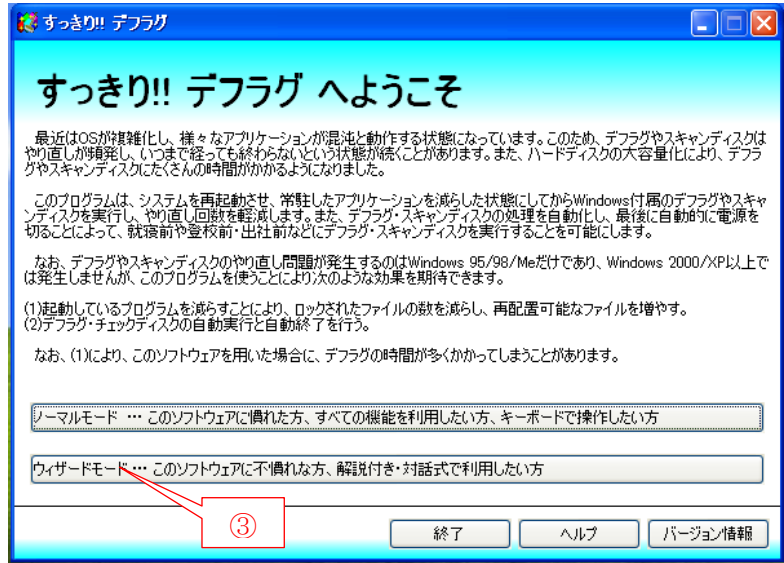 すっきり!! デフラグ
すっきり!! デフラグ へようこそ
最近はOSが複雑化し、様々なアプリケーションが混沌と動作する状態になっています。このため、デフラグやスキャンディスクは
やり直しが頻発し、いつまで経っても終わらないという状態が続くことがあります。また、ハードディスクの大容量化により、デフラ
グやスキャンディスクにたくさんの時間がかかるようになりました。
このプログラムは、システムを再起動させ、常駐したアプリケーションを減らした状態にしてからWindows付属のデフラグやスキャ
ンディスクを実行し、やり直し回数を軽減します。また、デフラグ・スキャンディスクの処理を自動化し、最後に自動的に電源を
切ることによって、就寝前や登校前・出社前などにデフラグ・スキャンディスクを実行することを可能にします。
なお、デフラグやスキャンディスクのやり直し問題が発生するのはWindows 95/98/Meだけであり、Windows 2000/XP以上で
は発生しませんが、このプログラムを使うことにより次のような効果を期待できます。
(1)起動しているプログラムを減らすことにより、ロックされたファイルの数を減らし、再配置可能なファイルを増やす。
(2)デフラグ・チェックディスクの自動実行と自動終了を行う。
なお、(1)により、このソフトウェアを用いた場合に、デフラグの時間が多くかかってしまうことがあります。
ノーマルモード … このソフトウェアに慣れた方、すべての機能を利用したい方、キーボードで操作したい方
ウィザードモード … このソフトウェアに不慣れな方、解説付き・対話式で利用したい方
③
終了 ヘルプ バージョン情報